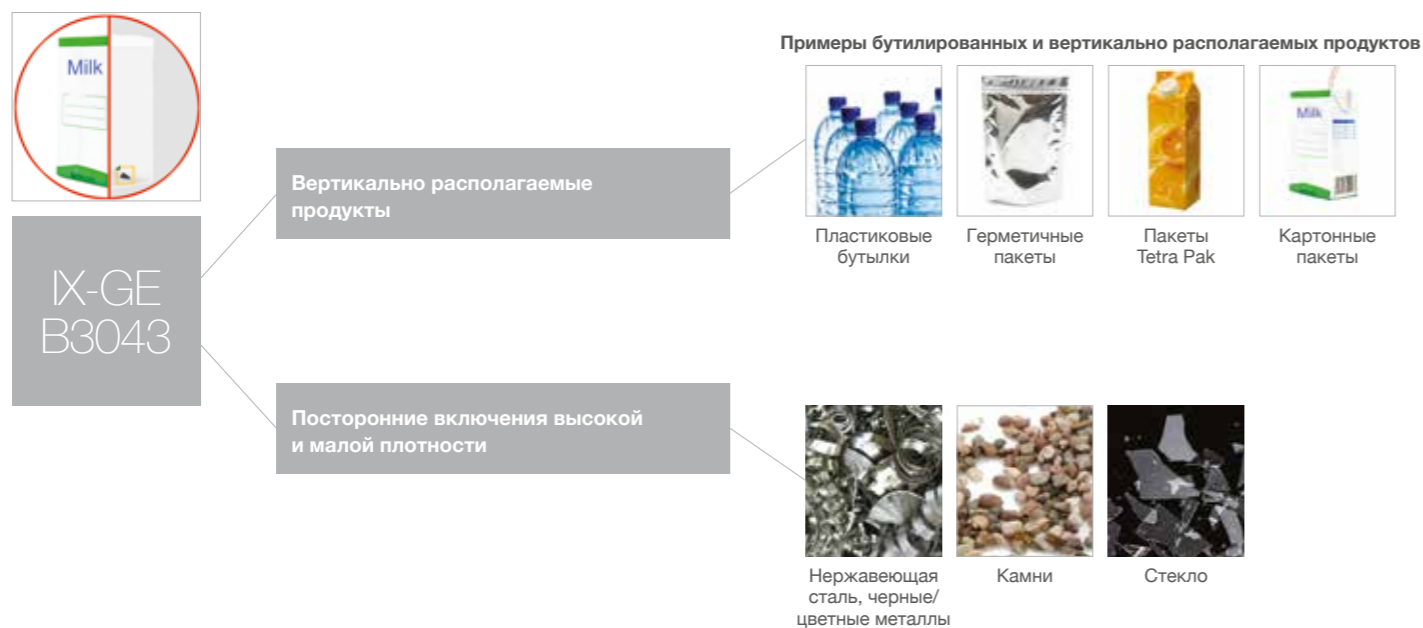 Milk
IX-GE
B3043
Вертикально располагаемые
продукты
Примеры бутилированных и вертикально располагаемых продуктов
Milk
Пластиковые
бутылки
Герметичные
пакеты
Пакеты
Tetra Pak
Картонные
пакеты
Посторонние включения высокой
и малой плотности
Нержавеющая
сталь, черные/
цветные металлы
Камни
Стекло